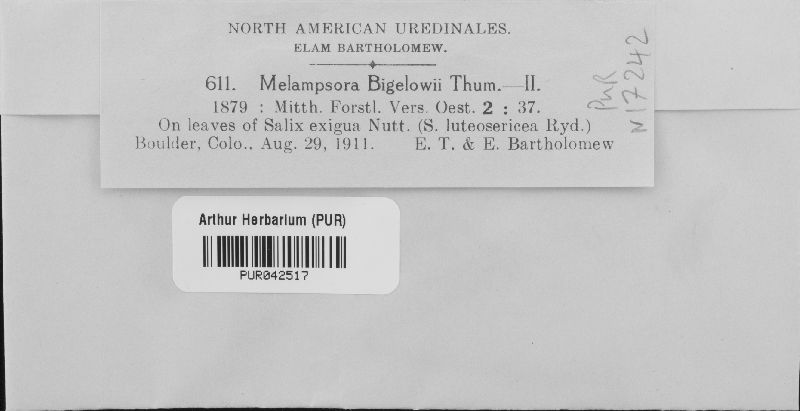 NORTH AMERICAN UREDINALES.
ELAM BARTHOLOMEW.
611. Melampsora Bigelowii Thum.—II.
1879 : Mitth. Forstl. Vers. Oest. 2 : 37.
On leaves of Salix exigua Nutt. (S. luteosericea Ryd.)
Boulder, Colo., Aug. 29, 1911. E. T. & E. Bartholomew
PUR
N17242
Arthur Herbarium (PUR)
PUR042517